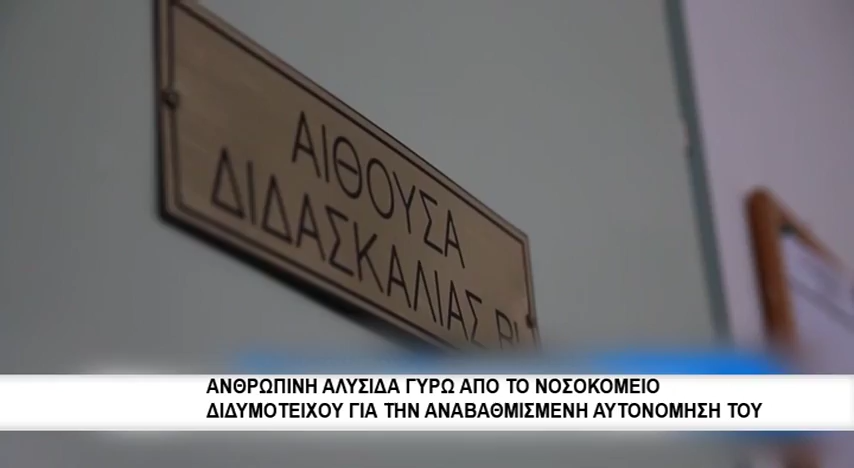 ΑΙΘΟΥΣΑ
ΔΙΔΑΣΚΑΛΙΑΣ
ΑΝΘΡΩΠΙΝΗ ΑΛΥΣΙΔΑ ΓΥΡΩ ΑΠΟ ΤΟ ΝΟΣΟΚΟΜΕΙΟ
ΔΙΔΥΜΟΤΕΙΧΟΥ ΓΙΑ ΤΗΝ ΑΝΑΒΑΘΜΙΣΜΕΝΗ ΑΥΤΟΝΟΜΗΣΗ ΤΟΥ